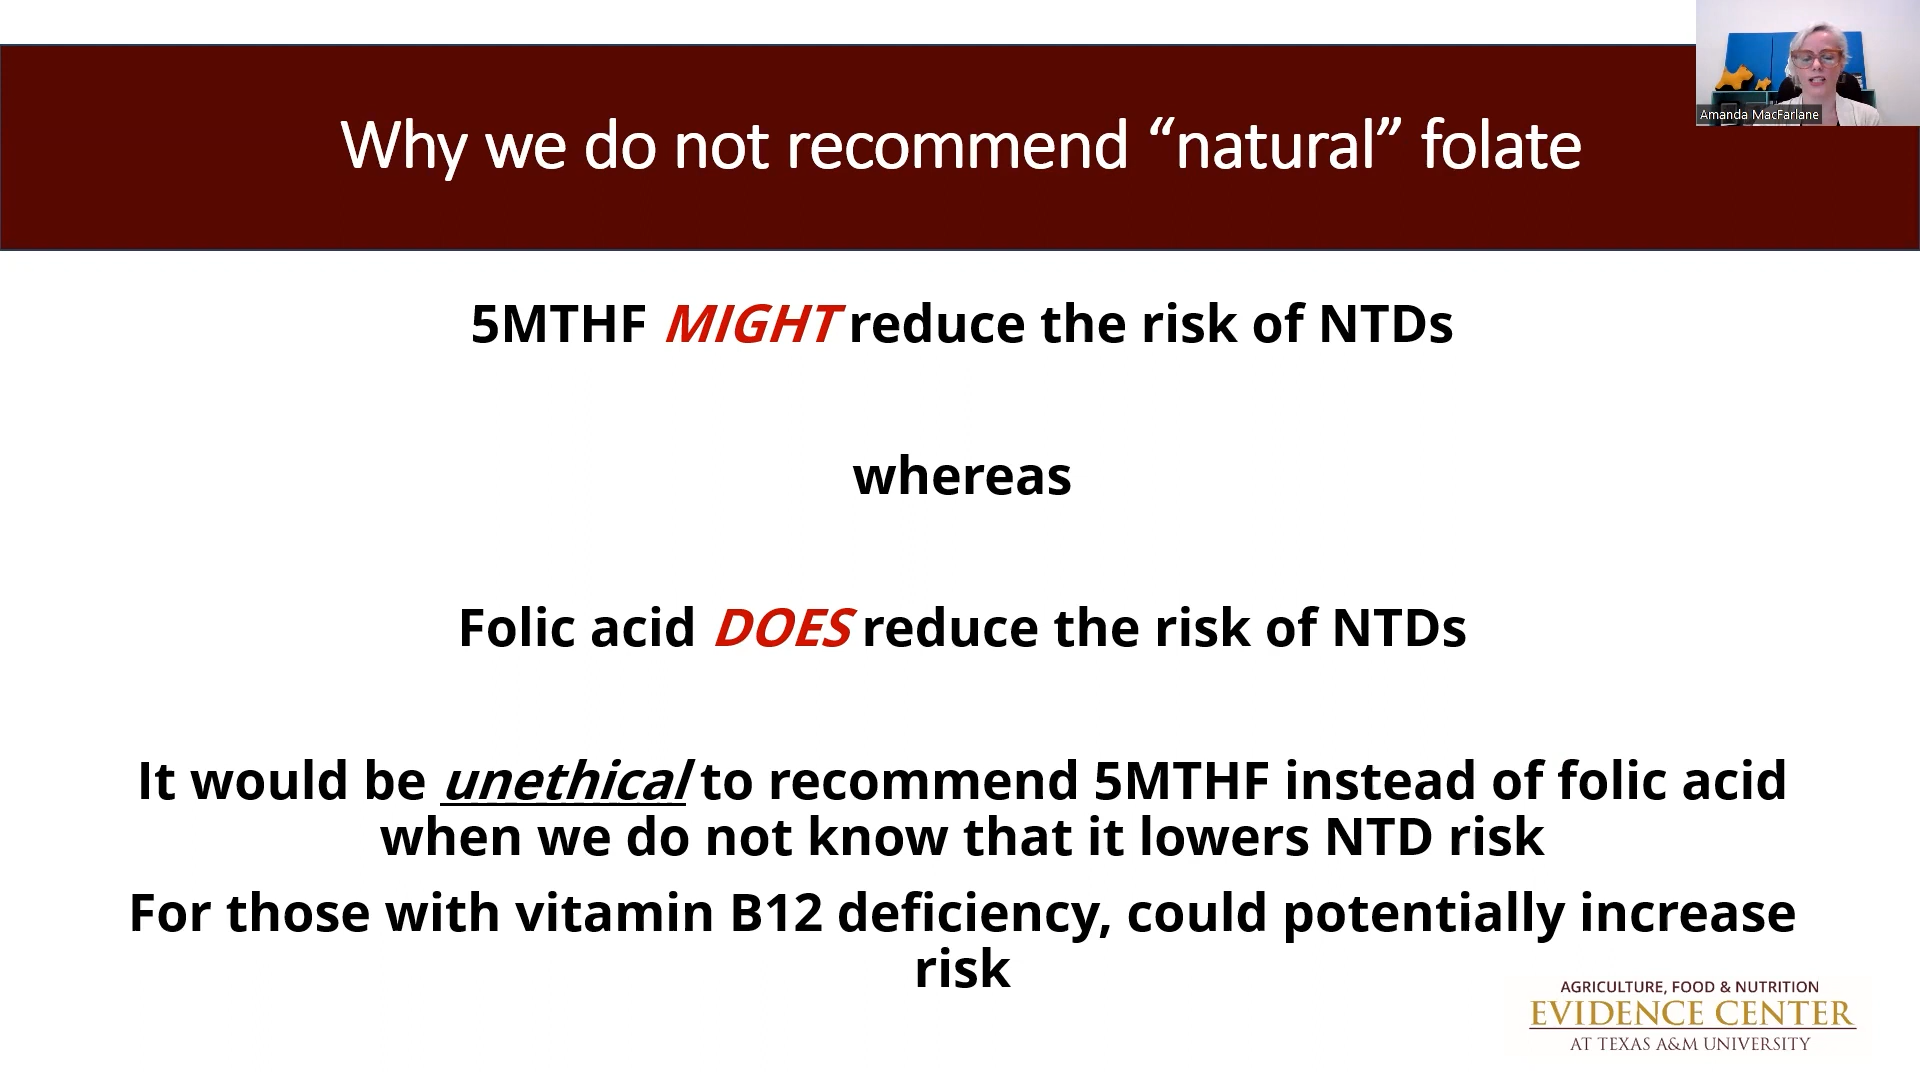 Amanda MacFarlane
Why we do not recommend “natural” folate
5MTHF MIGHT reduce the risk of NTDs
whereas
Folic acid DOES reduce the risk of NTDs
It would be unethical to recommend 5MTHF instead of folic acid
when we do not know that it lowers NTD risk
For those with vitamin B12 deficiency, could potentially increase
risk
AGRICULTURE, FOOD & NUTRITION
EVIDENCE CENTER
AT TEXAS A&M UNIVERSITY